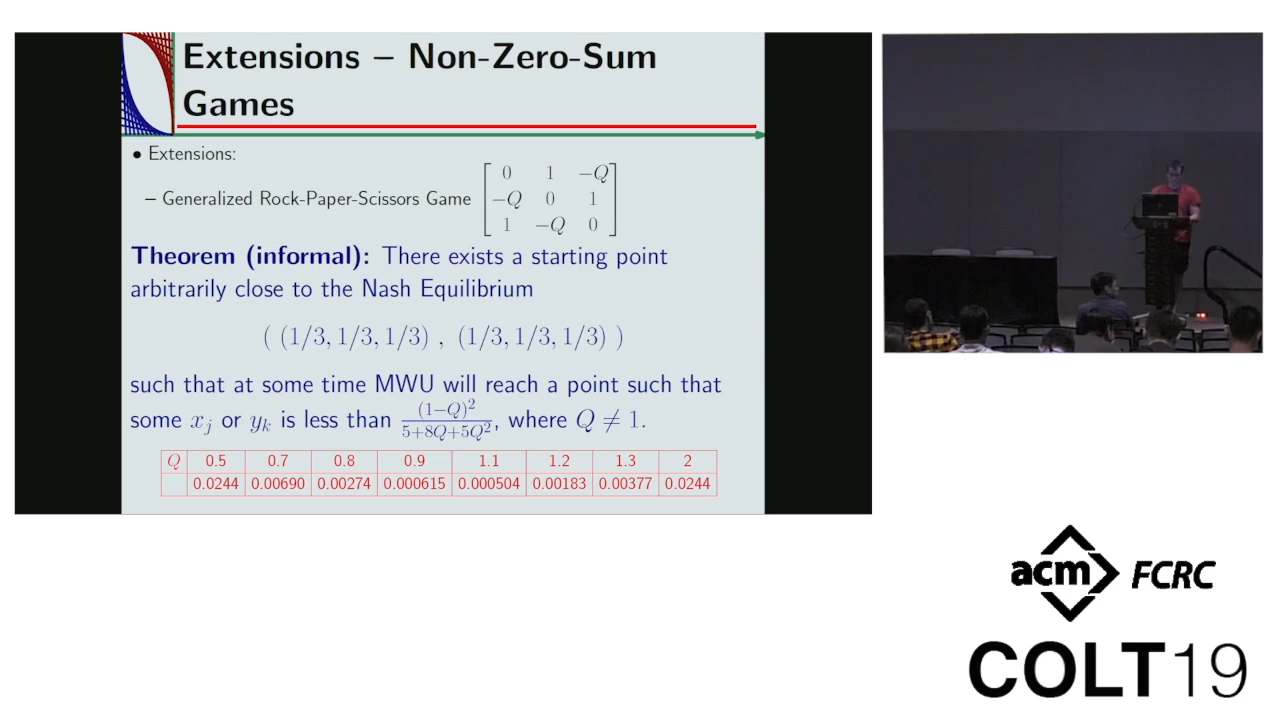 Extensions – Non-Zero-Sum
Games
• Extensions:
– Generalized Rock-Paper-Scissors Game
0 1 −Q
−Q 0 1
1 −Q 0
Theorem (informal): There exists a starting point
arbitrarily close to the Nash Equilibrium
( (1/3, 1/3, 1/3) , (1/3, 1/3, 1/3) )
such that at some time MWU will reach a point such that
some x_j or y_k is less than (1−Q)²/(5+8Q+5Q²), where Q ≠ 1.
Q 0.5 0.7 0.8 0.9 1.1 1.2 1.3 2
0.0244 0.00690 0.00274 0.000615 0.000504 0.00183 0.00377 0.0244
acm FCRC
COLT19